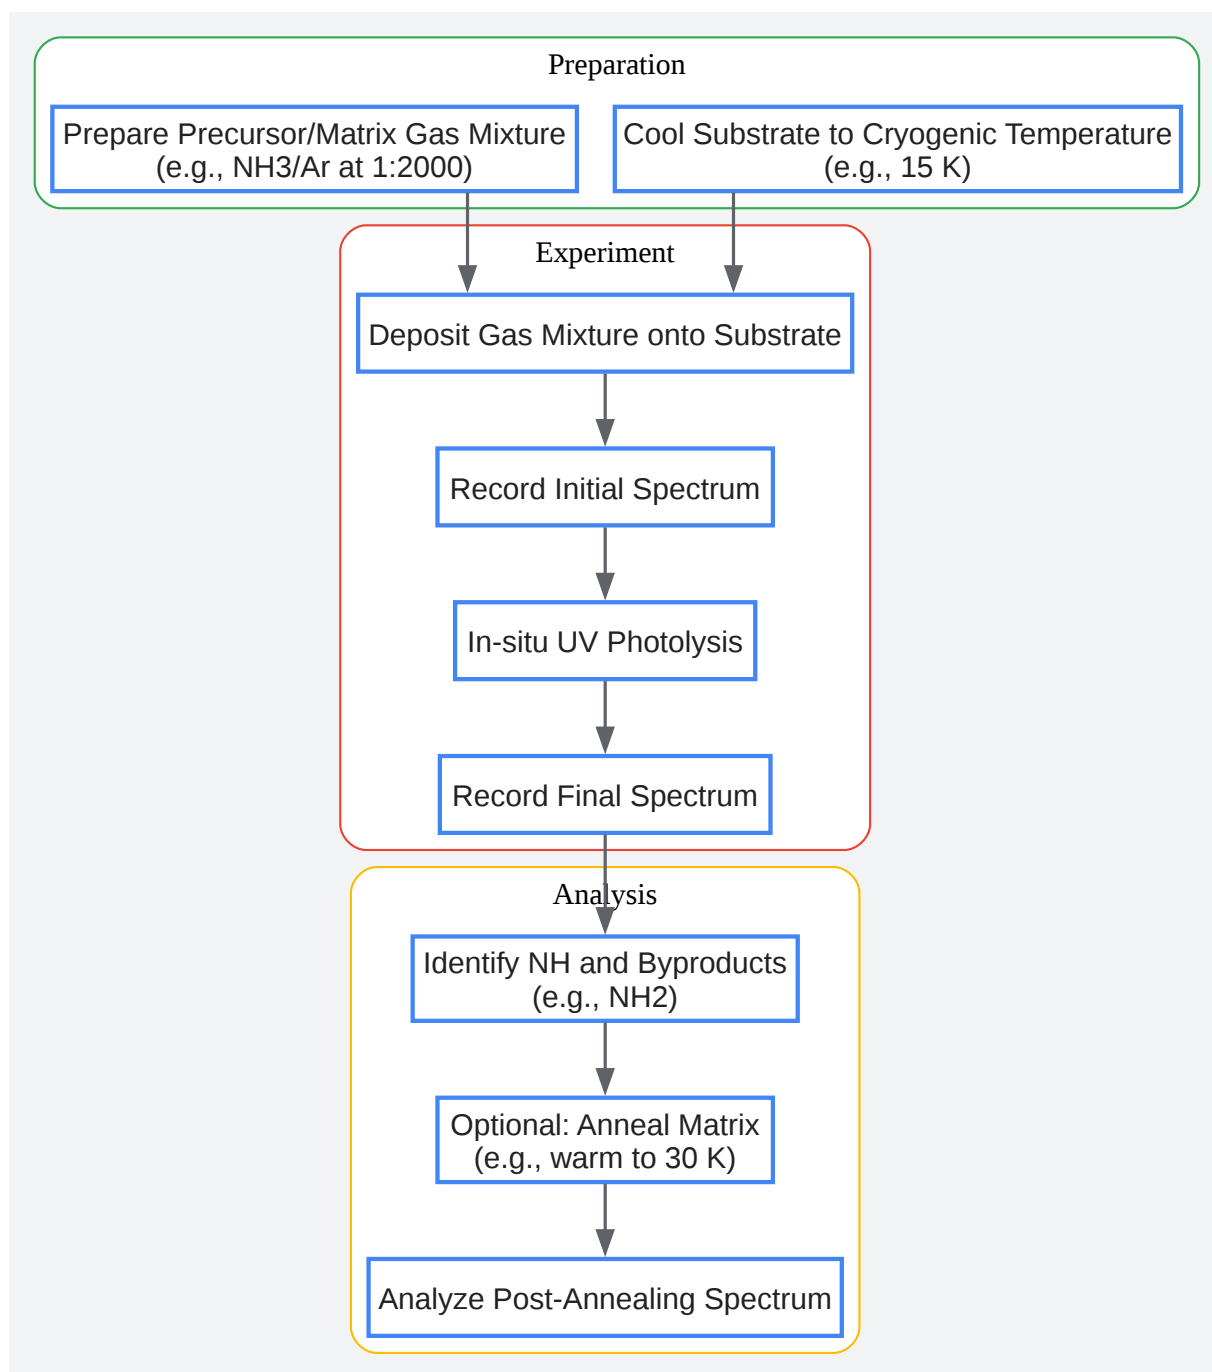 Preparation
Prepare Precursor/Matrix Gas Mixture
(e.g., NH3/Ar at 1:2000)
Cool Substrate to Cryogenic Temperature
(e.g., 15 K)
Experiment
Deposit Gas Mixture onto Substrate
Record Initial Spectrum
In-situ UV Photolysis
Record Final Spectrum
Analysis
Identify NH and Byproducts
(e.g., NH2)
Optional: Anneal Matrix
(e.g., warm to 30 K)
Analyze Post-Annealing Spectrum